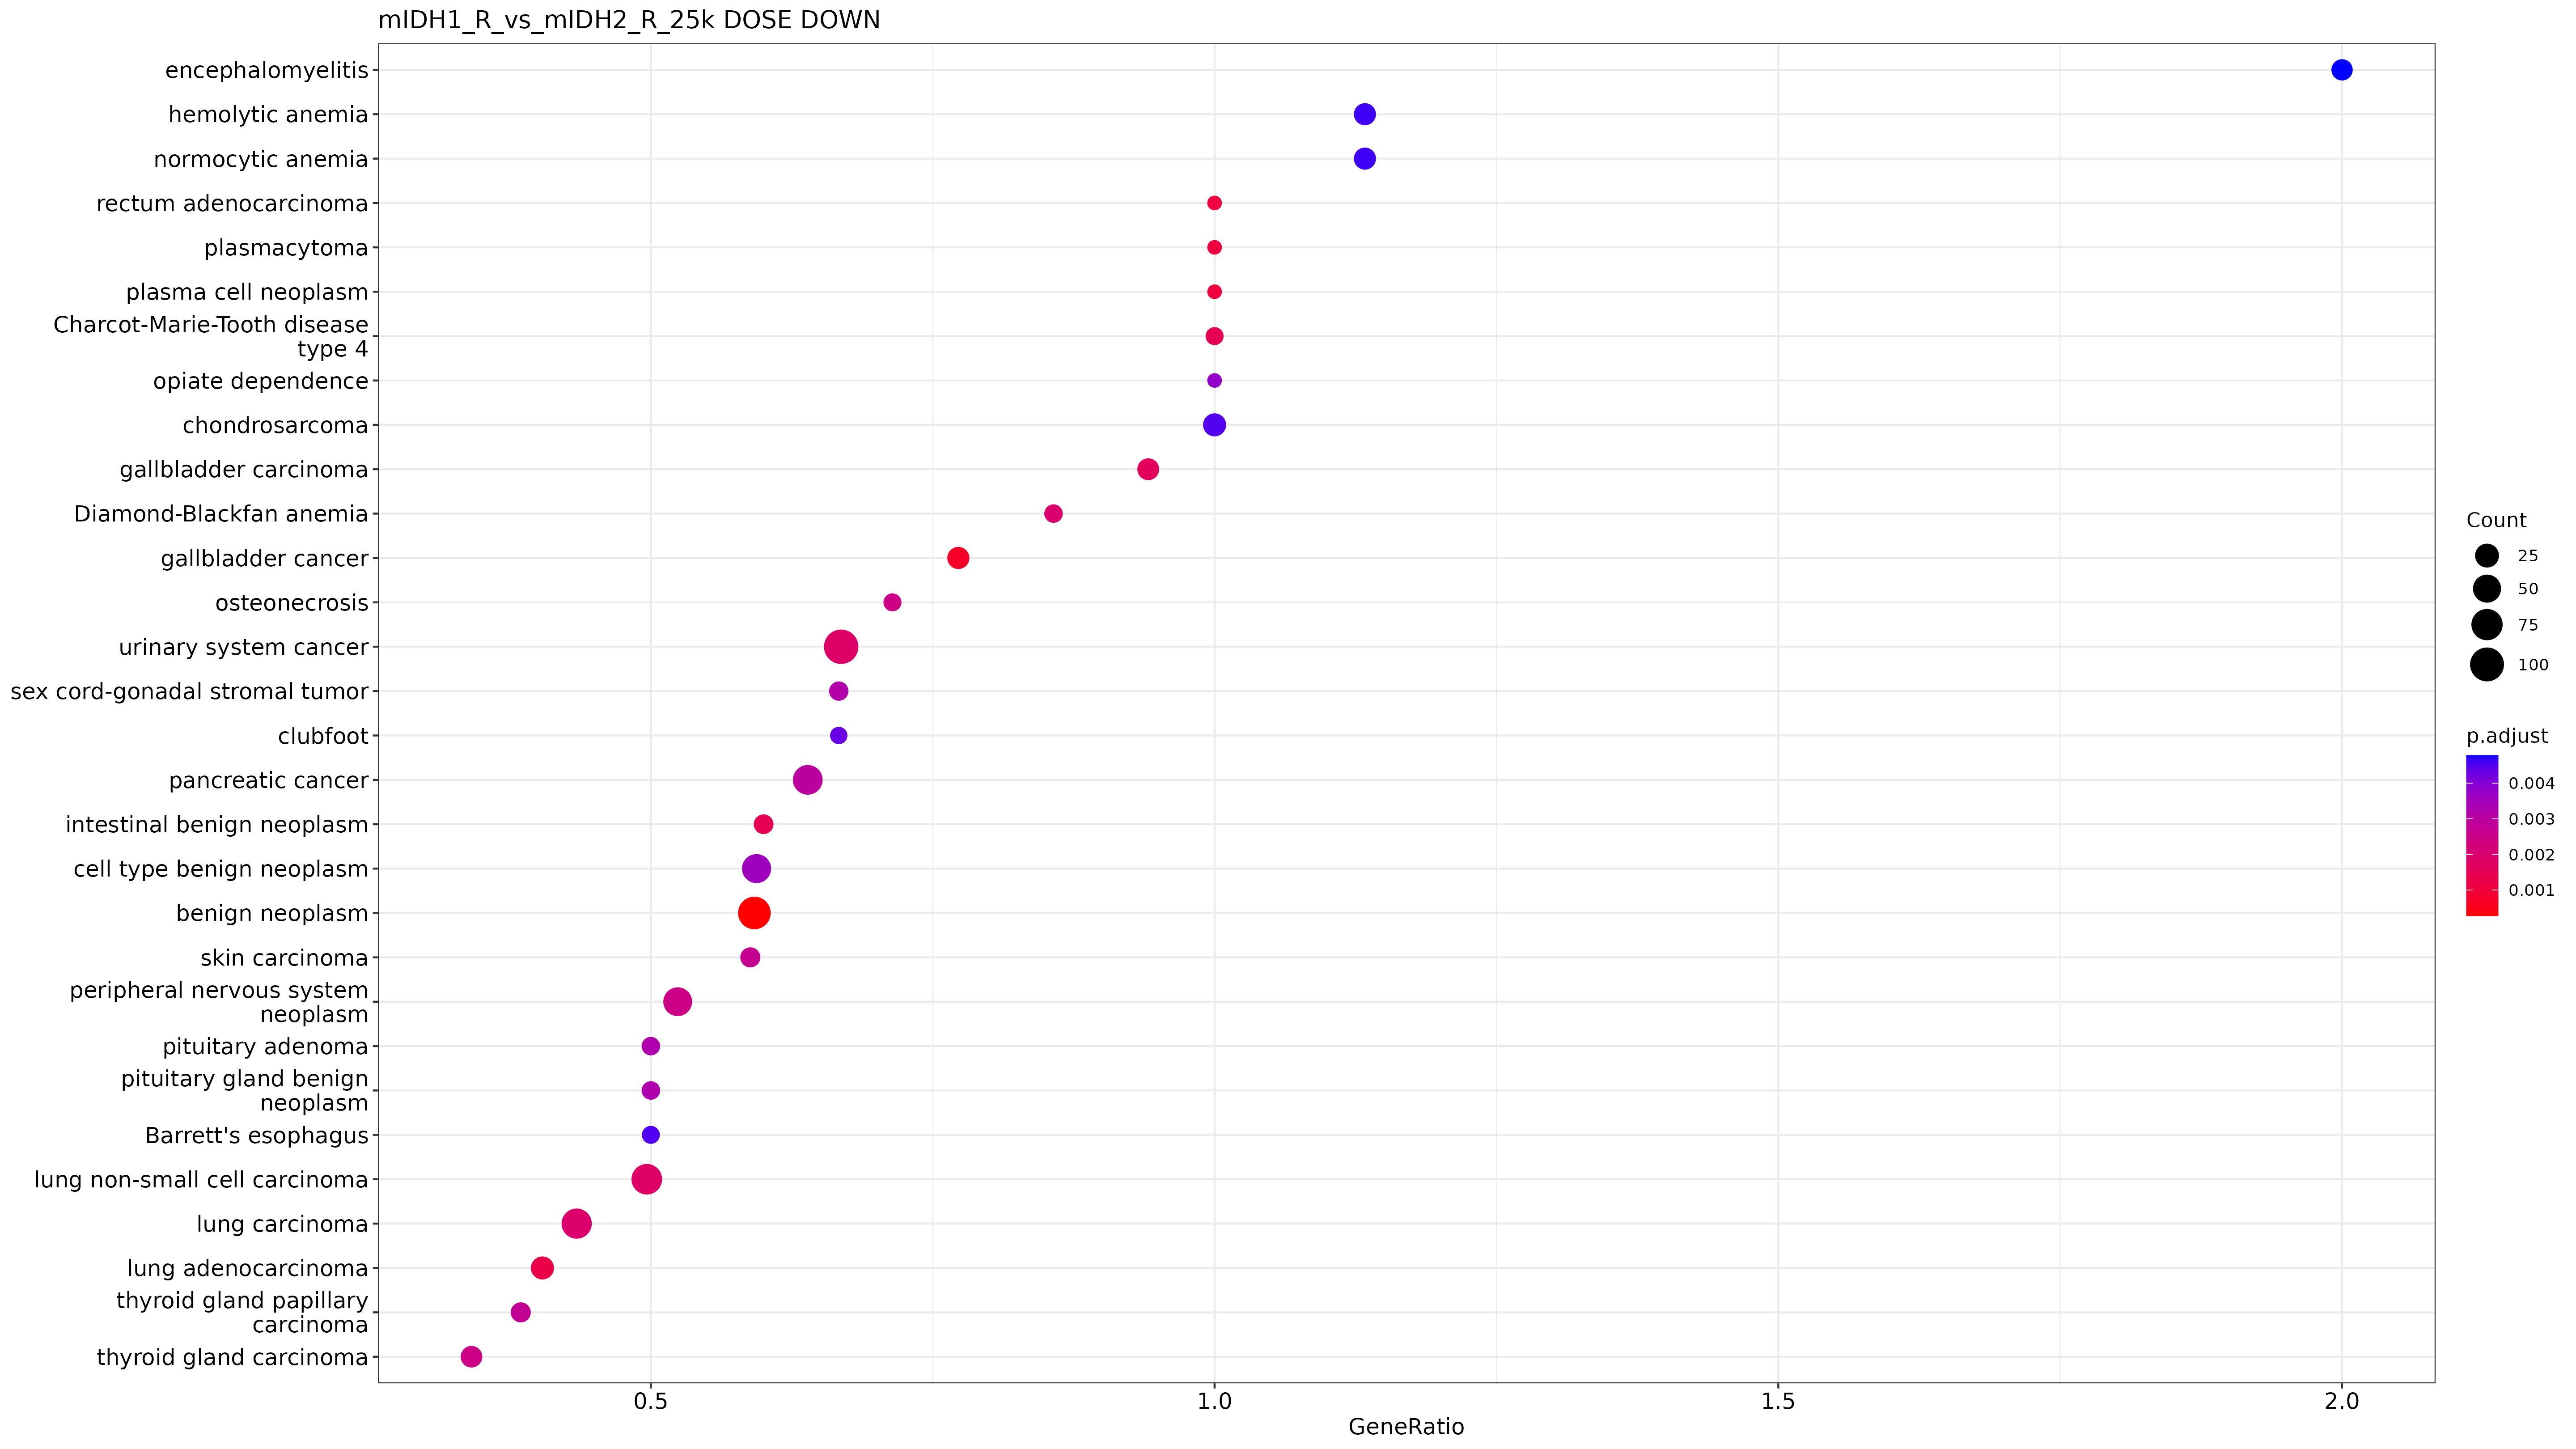 mIDH1_R_vs_mIDH2_R_25k DOSE DOWN
encephalomyelitis
hemolytic anemia
normocytic anemia
rectum adenocarcinoma
plasmacytoma
plasma cell neoplasm
Charcot-Marie-Tooth disease
type 4
opiate dependence
chondrosarcoma
gallbladder carcinoma
Diamond-Blackfan anemia
gallbladder cancer
osteonecrosis
urinary system cancer
sex cord-gonadal stromal tumor
clubfoot
pancreatic cancer
intestinal benign neoplasm
cell type benign neoplasm
benign neoplasm
skin carcinoma
peripheral nervous system
neoplasm
pituitary adenoma
pituitary gland benign
neoplasm
Barrett's esophagus
lung non-small cell carcinoma
lung carcinoma
lung adenocarcinoma
thyroid gland papillary
carcinoma
thyroid gland carcinoma
0.5 1.0 1.5 2.0
GeneRatio
Count
25
50
75
100
p.adjust
0.004
0.003
0.002
0.001